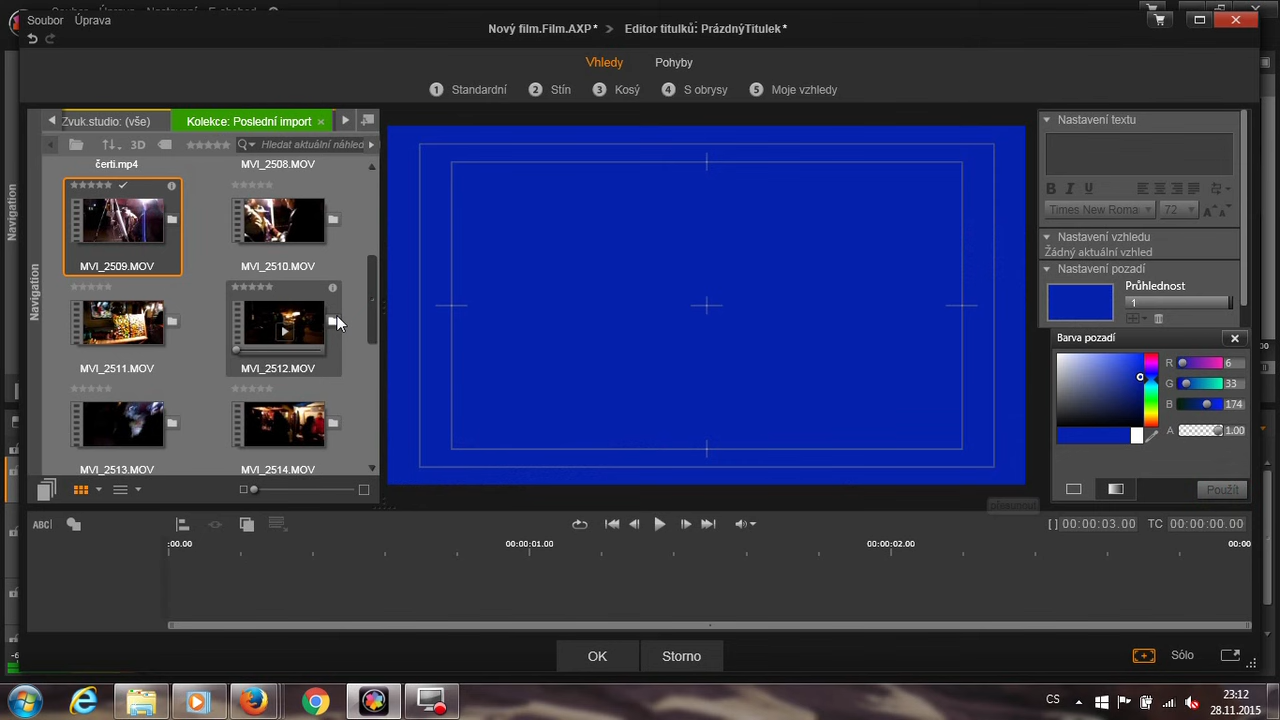 Soubor Úprava
Nový film.Film.AXP* > Editor titulků: PrázdnýTitulek*
Vhledy Pohyby
1 Standardní 2 Stín 3 Kosý 4 S obrysy 5 Moje vzhledy
Zvuk.studio: (vše) Kolekce: Poslední import ×
3D Hledat aktuální náhled
čerti.mp4 MVI_2508.MOV
MVI_2509.MOV MVI_2510.MOV
MVI_2511.MOV MVI_2512.MOV
MVI_2513.MOV MVI_2514.MOV
Navigation
Navigation
Nastavení textu
B I U
Times New Roma 72
Nastavení vzhledu
Žádný aktuální vzhled
Nastavení pozadí
Průhlednost
1
Barva pozadí
R 6
G 33
B 174
A 1.00
Použít
ABC [ ] 00:00:03.00 TC 00:00:00.00
:00.00 00:00:01.00 00:00:02.00 00:00
OK Storno Sólo
CS 23:12
28.11.2015